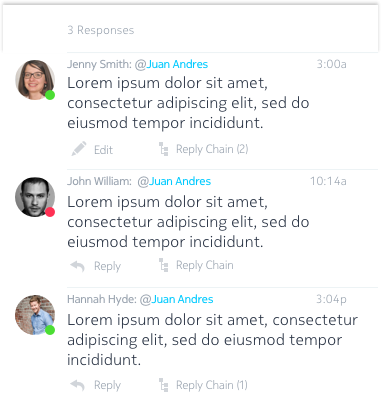 3 Responses
Jenny Smith: @Juan Andres 3:00a
Lorem ipsum dolor sit amet,
consectetur adipiscing elit, sed do
eiusmod tempor incididunt.
Edit Reply Chain (2)
John William: @Juan Andres 10:14a
Lorem ipsum dolor sit amet,
consectetur adipiscing elit, sed do
eiusmod tempor incididunt.
Reply Reply Chain
Hannah Hyde: @Juan Andres 3:04p
Lorem ipsum dolor sit amet, consectetur
adipiscing elit, sed do eiusmod tempor
incididunt.
Reply Reply Chain (1)